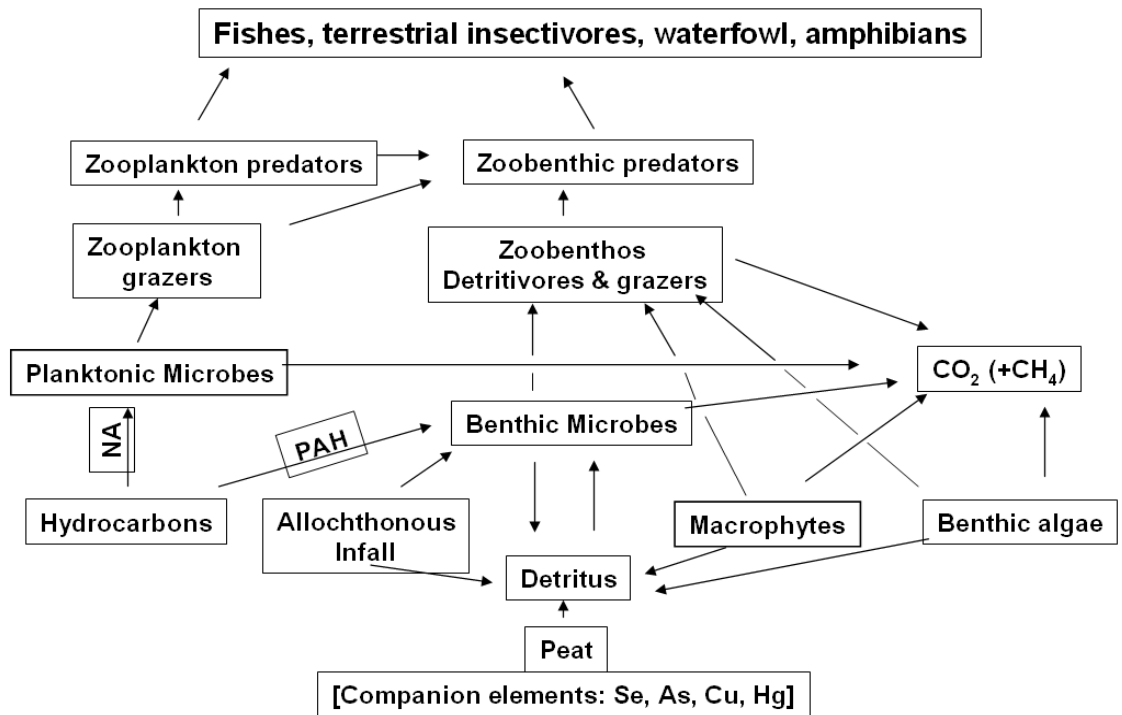 Fishes, terrestrial insectivores, waterfowl, amphibians
Zooplankton predators
Zoobenthic predators
Zooplankton
grazers
Zoobenthos
Detritivores & grazers
Planktonic Microbes
CO₂ (+CH₄)
NA
PAH
Benthic Microbes
Hydrocarbons
Allochthonous
Infall
Macrophytes
Benthic algae
Detritus
Peat
[Companion elements: Se, As, Cu, Hg]